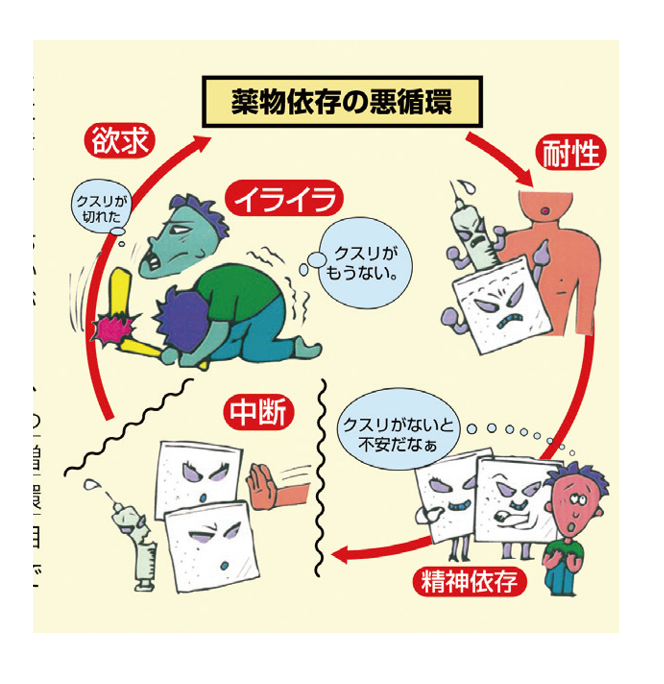 薬物依存の悪循環
欲求
耐性
クスリが
切れた
イライラ
クスリが
もうない。
中断
クスリがないと
不安だなぁ
精神依存